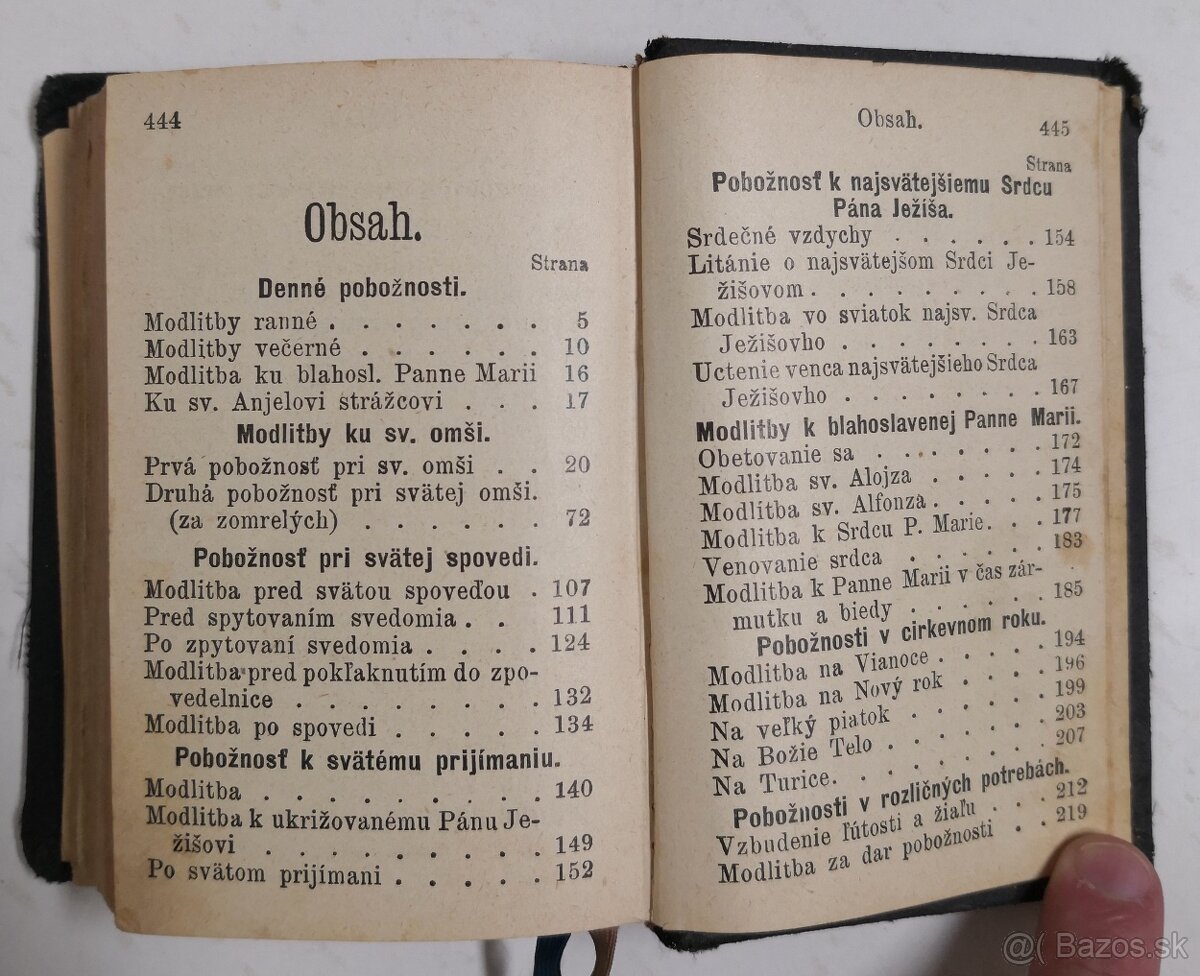 444
Obsah.
Strana
Denné pobožnosti.
Modlitby ranné . . . . . . . 5
Modlitby večerné . . . . . . 10
Modlitba ku blahosl. Panne Marii 16
Ku sv. Anjelovi strážcovi . . . 17
Modlitby ku sv. omši.
Prvá pobožnosť pri sv. omši . . 20
Druhá pobožnosť pri svätej omši.
(za zomrelých) . . . . . . 72
Pobožnosť pri svätej spovedi.
Modlitba pred svätou spoveďou . 107
Pred spytovaním svedomia . . 111
Po zpytovaní svedomia . . . . 124
Modlitba pred pokľaknutím do zpo-
vedelnice . . . . . . . . 132
Modlitba po spovedi . . . . . 134
Pobožnosť k svätému prijímaniu.
Modlitba . . . . . . . . . 140
Modlitba k ukrižovanému Pánu Je-
žišovi . . . . . . . . 149
Po svätom prijímani . . . . . 152
Obsah.
445
Strana
Pobožnosť k najsvätejšiemu Srdcu
Pána Ježíša.
Srdečné vzdychy . . . . . . 154
Litánie o najsvätejšom Srdci Je-
žišovom . . . . . . . . . 158
Modlitba vo sviatok najsv. Srdca
Ježišovho . . . . . . . . 163
Uctenie venca najsvätejšieho Srdca
Ježišovho . . . . . . . . 167
Modlitby k blahoslavenej Panne Marii.
Obetovanie sa . . . . . . . 172
Modlitba sv. Alojza . . . . . 174
Modlitba sv. Alfonza . . . . . 175
Modlitba k Srdcu P. Marie. . . 177
Venovanie srdca . . . . . . 183
Modlitba k Panne Marii v čas zár-
mutku a biedy . . . . . . 185
Pobožnosti v cirkevnom roku.
Modlitba na Vianoce . . . . . 194
Modlitba na Nový rok . . . . 196
Na veľký piatok . . . . . . 199
Na Božie Telo . . . . . . . 203
Na Turice. . . . . . . . . 207
Pobožnosti v rozličných potrebách.
Vzbudenie ľútosti a žiaľu . . . 212
Modlitba za dar pobožnosti . . 219
@( Bazos.sk